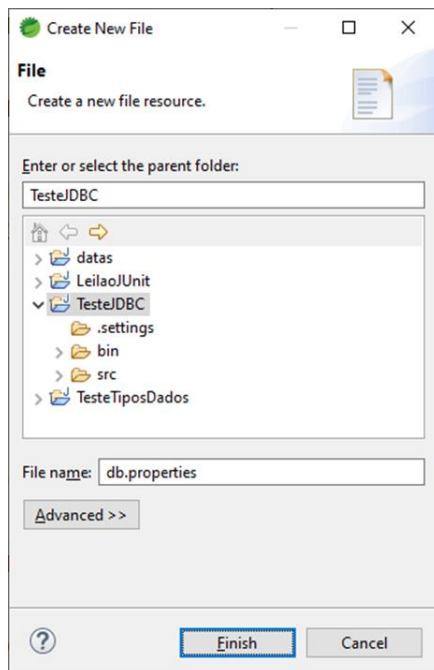 Create New File
File
Create a new file resource.
Enter or select the parent folder:
TesteJDBC
datas
LeilaoJUnit
TesteJDBC
.settings
bin
src
TesteTiposDados
File name: db.properties
Advanced >>
? Finish Cancel